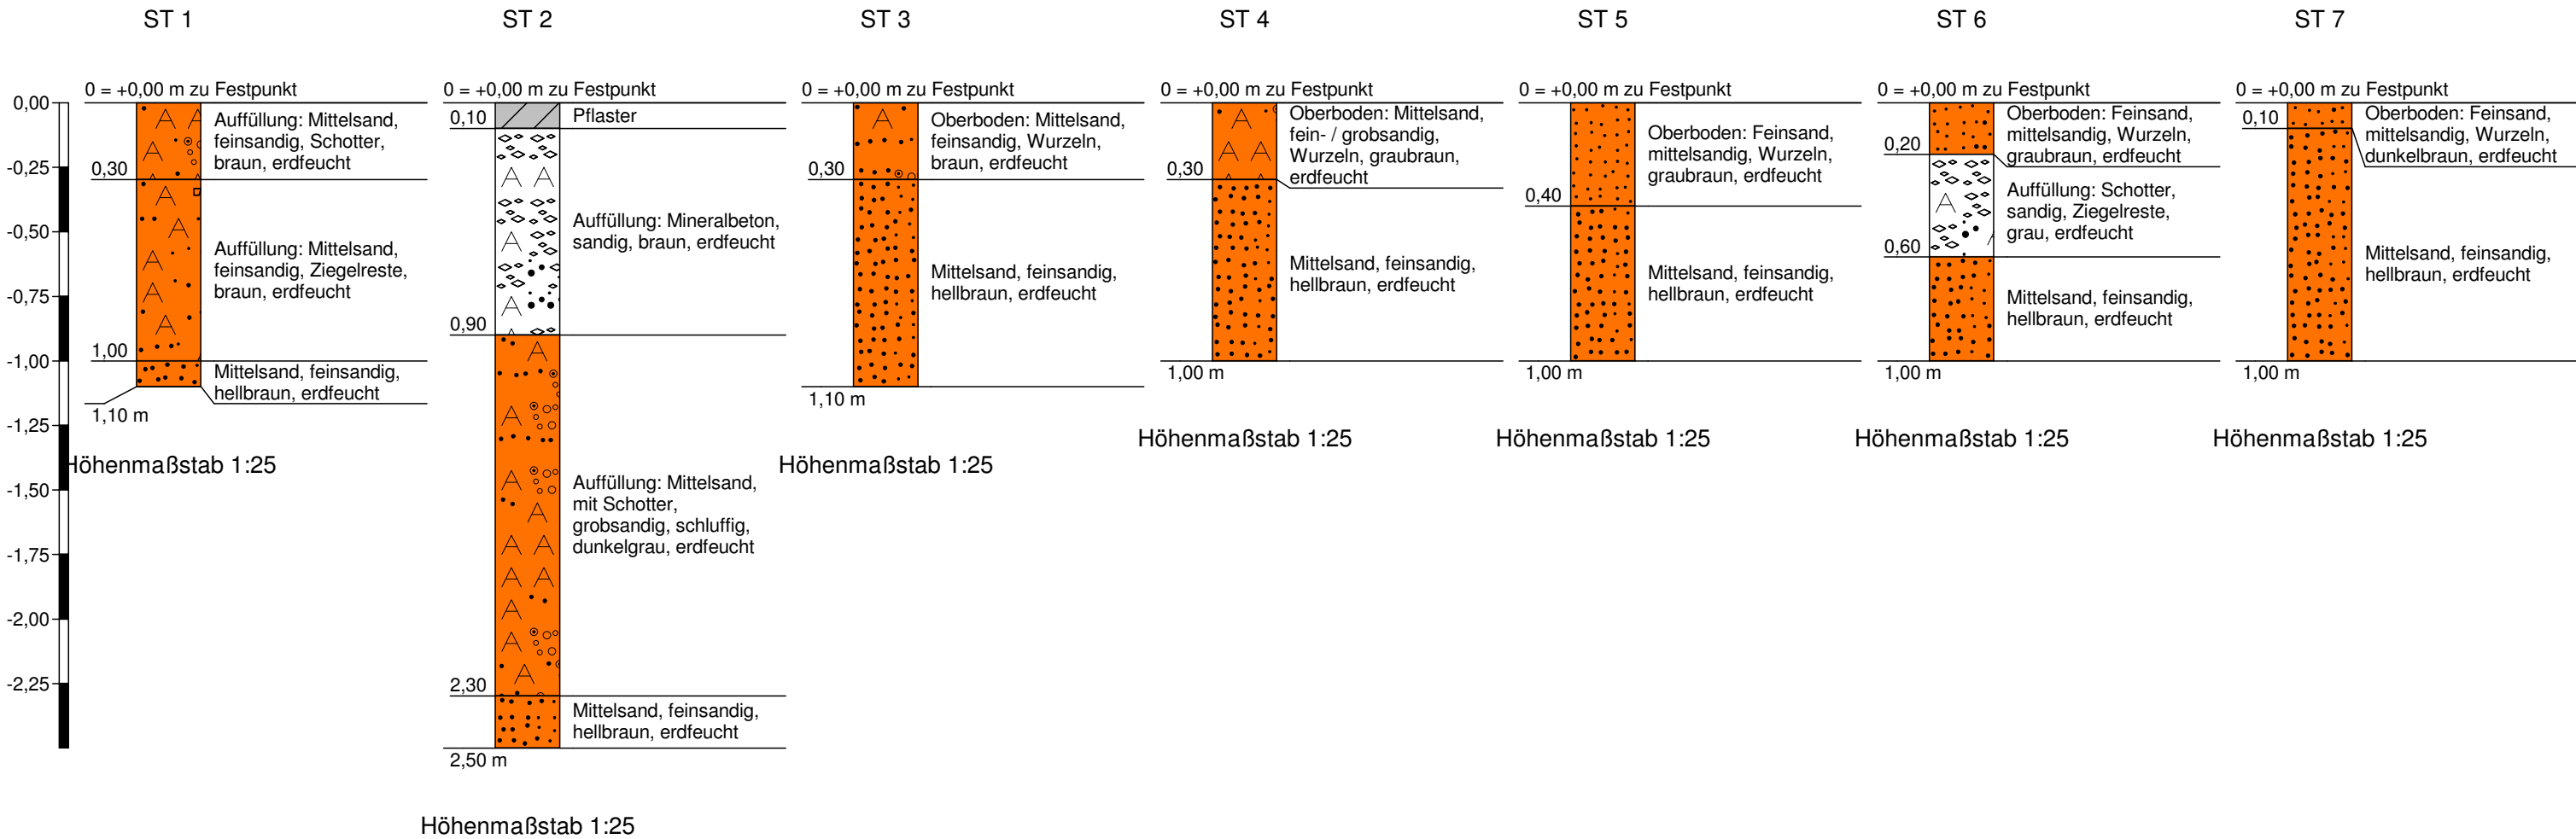 ST 1
0 = +0,00 m zu Festpunkt
0,00
-0,25
-0,50
-0,75
-1,00
-1,25
-1,50
-1,75
-2,00
-2,25
Auffüllung: Mittelsand,
feinsandig, Schotter,
braun, erdfeucht
0,30
Auffüllung: Mittelsand,
feinsandig, Ziegelreste,
braun, erdfeucht
1,00
Mittelsand, feinsandig,
hellbraun, erdfeucht
1,10 m
Höhenmaßstab 1:25
ST 2
0 = +0,00 m zu Festpunkt
Pflaster
0,10
Auffüllung: Mineralbeton,
sandig, braun, erdfeucht
0,90
Auffüllung: Mittelsand,
mit Schotter,
grobsandig, schluffig,
dunkelgrau, erdfeucht
2,30
Mittelsand, feinsandig,
hellbraun, erdfeucht
2,50 m
Höhenmaßstab 1:25
ST 3
0 = +0,00 m zu Festpunkt
Oberboden: Mittelsand,
feinsandig, Wurzeln,
braun, erdfeucht
0,30
Mittelsand, feinsandig,
hellbraun, erdfeucht
1,10 m
Höhenmaßstab 1:25
ST 4
0 = +0,00 m zu Festpunkt
Oberboden: Mittelsand,
fein- / grobsandig,
Wurzeln, graubraun,
erdfeucht
0,30
Mittelsand, feinsandig,
hellbraun, erdfeucht
1,00 m
Höhenmaßstab 1:25
ST 5
0 = +0,00 m zu Festpunkt
Oberboden: Feinsand,
mittelsandig, Wurzeln,
graubraun, erdfeucht
0,40
Mittelsand, feinsandig,
hellbraun, erdfeucht
1,00 m
Höhenmaßstab 1:25
ST 6
0 = +0,00 m zu Festpunkt
Oberboden: Feinsand,
mittelsandig, Wurzeln,
graubraun, erdfeucht
0,20
Auffüllung: Schotter,
sandig, Ziegelreste,
grau, erdfeucht
0,60
Mittelsand, feinsandig,
hellbraun, erdfeucht
1,00 m
Höhenmaßstab 1:25
ST 7
0 = +0,00 m zu Festpunkt
Oberboden: Feinsand,
mittelsandig, Wurzeln,
dunkelbraun, erdfeucht
0,10
Mittelsand, feinsandig,
hellbraun, erdfeucht
1,00 m
Höhenmaßstab 1:25